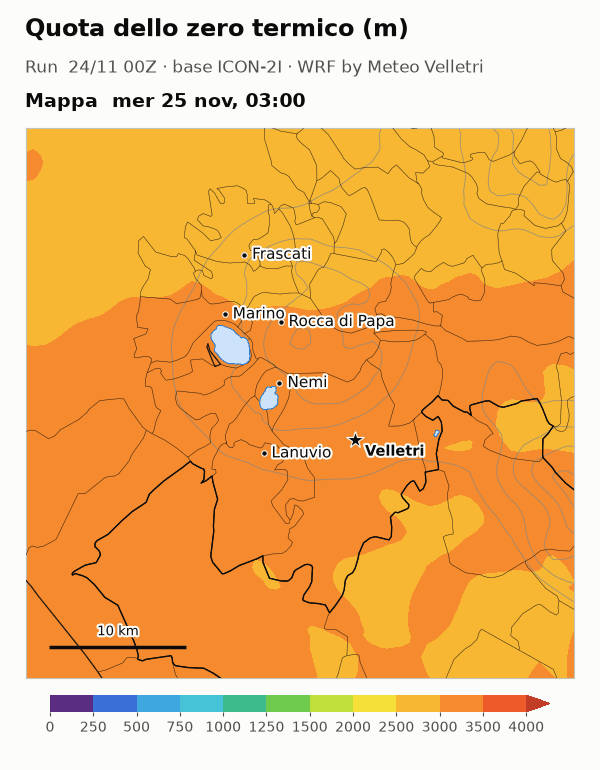 Quota dello zero termico (m)
Run  24/11 00Z · base ICON-2I · WRF by Meteo Velletri
Mappa  mer 25 nov, 03:00
Frascati
Marino
Rocca di Papa
Nemi
Velletri
Lanuvio
10 km
0 250 500 750 1000 1250 1500 2000 2500 3000 3500 4000